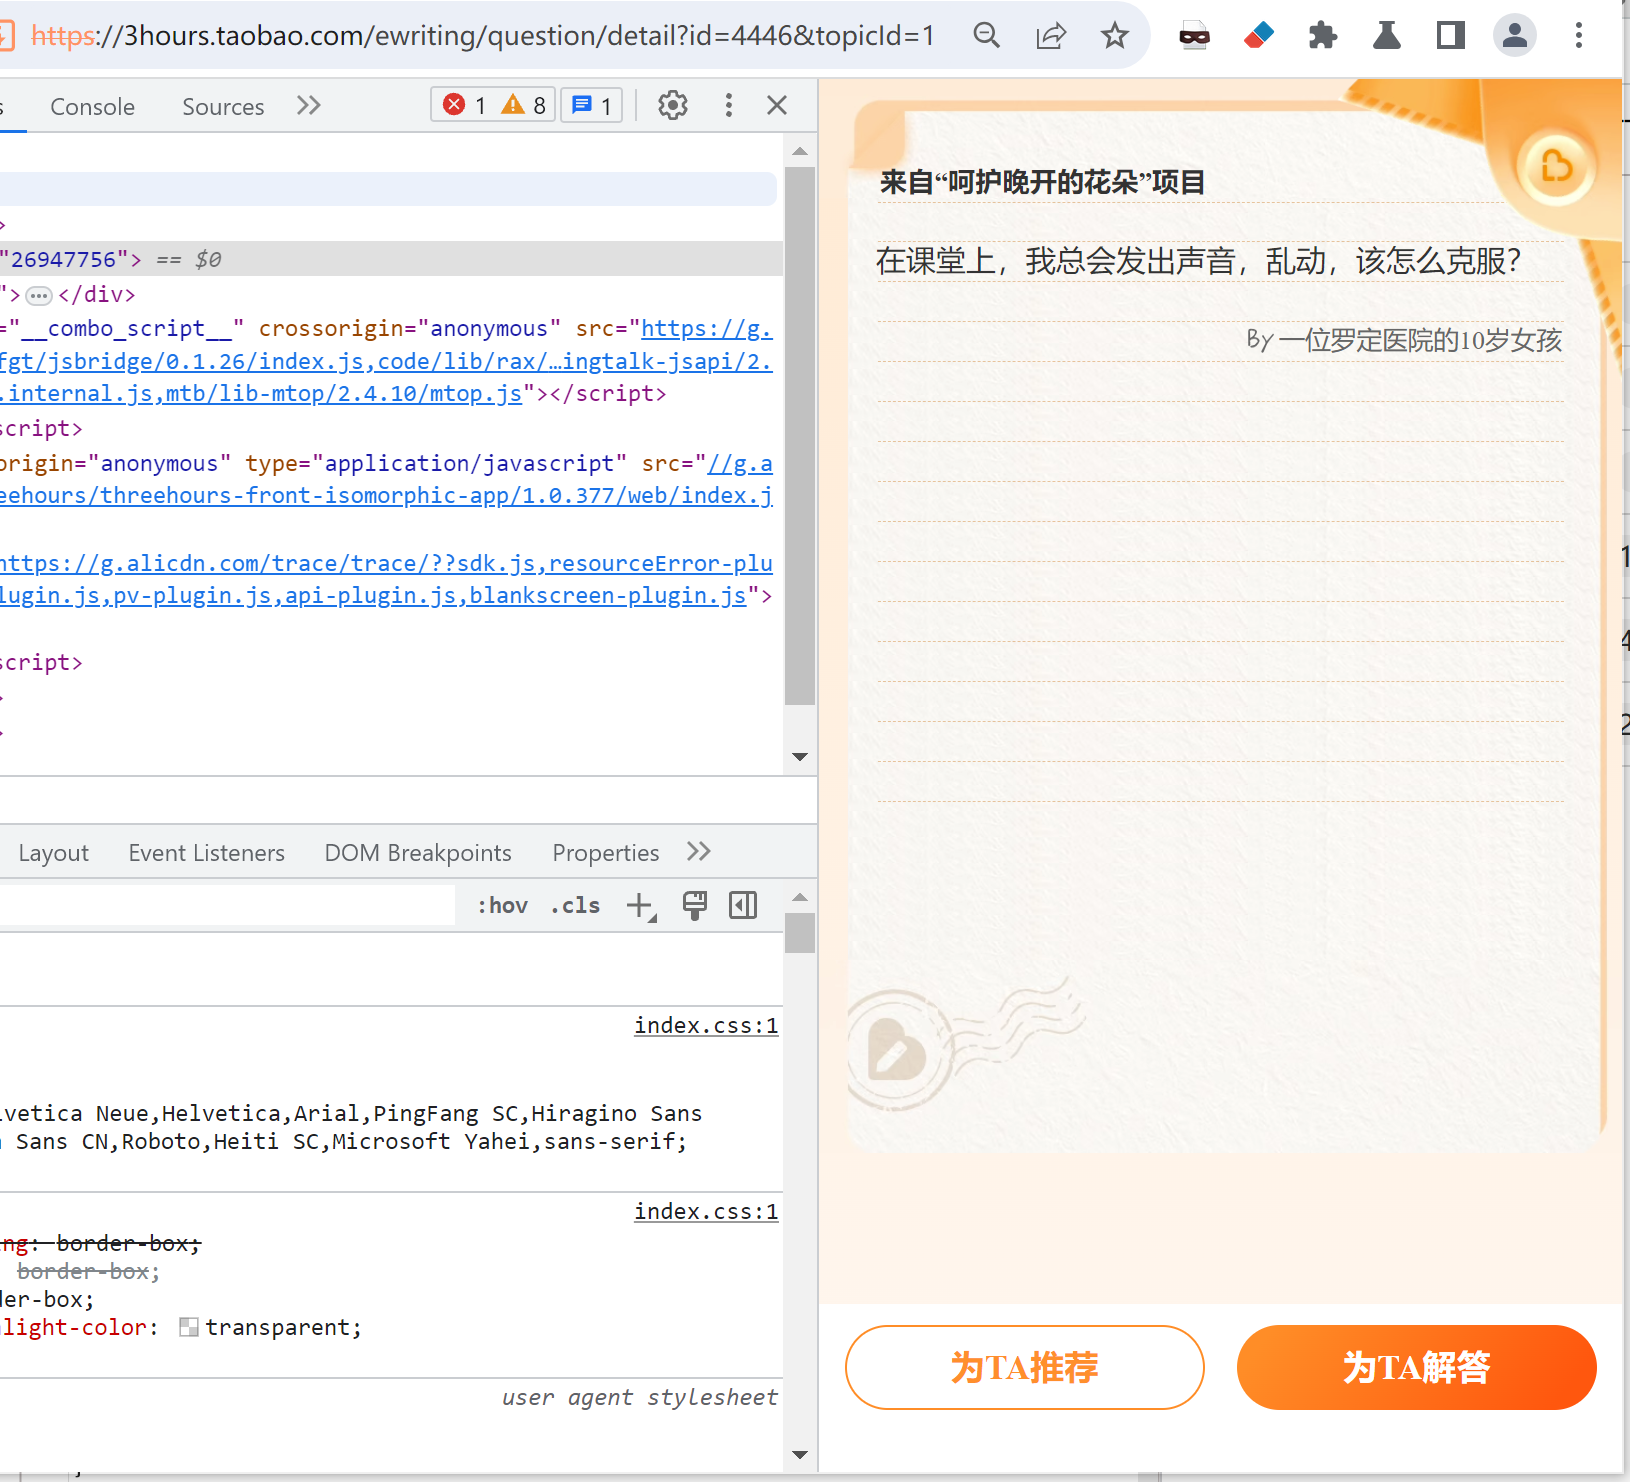 https://3hours.taobao.com/ewriting/question/detail?id=4446&topicId=1
Console Sources 1 8 1
>
"26947756"> == $0
"> … </div>
="__combo_script__" crossorigin="anonymous" src="https://g.
fgt/jsbridge/0.1.26/index.js,code/lib/rax/…ingtalk-jsapi/2.
.internal.js,mtb/lib-mtop/2.4.10/mtop.js"></script>
script>
origin="anonymous" type="application/javascript" src="//g.a
eehours/threehours-front-isomorphic-app/1.0.377/web/index.j
https://g.alicdn.com/trace/trace/??sdk.js,resourceError-plu
lugin.js,pv-plugin.js,api-plugin.js,blankscreen-plugin.js">
script>
Layout Event Listeners DOM Breakpoints Properties
:hov .cls
index.css:1
lvetica Neue,Helvetica,Arial,PingFang SC,Hiragino Sans
Sans CN,Roboto,Heiti SC,Microsoft Yahei,sans-serif;
index.css:1
ng: border-box;
border-box;
der-box;
light-color: transparent;
user agent stylesheet
来自“呵护晚开的花朵”项目
在课堂上，我总会发出声音，乱动，该怎么克服？
By 一位罗定医院的10岁女孩
为TA推荐
为TA解答
1
4
2